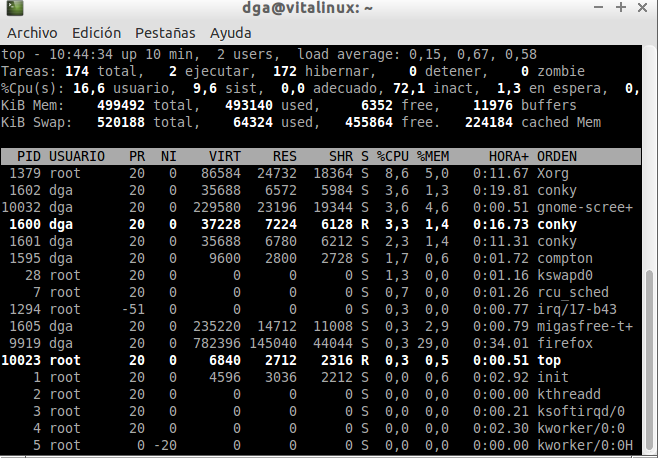 dga@vitalinux: ~
Archivo Edición Pestañas Ayuda
top - 10:44:34 up 10 min,  2 users,  load average: 0,15, 0,67, 0,58
Tareas: 174 total,   2 ejecutar, 172 hibernar,    0 detener,    0 zombie
%Cpu(s): 16,6 usuario,  9,6 sist,  0,0 adecuado, 72,1 inact,  1,3 en espera,  0,
KiB Mem:    499492 total,   493140 used,     6352 free,    11976 buffers
KiB Swap:   520188 total,    64324 used,   455864 free.   224184 cached Mem
PID USUARIO   PR  NI    VIRT    RES    SHR S %CPU %MEM     HORA+ ORDEN
1379 root      20   0   86584  24732  18364 S  8,6  5,0   0:11.67 Xorg
1602 dga       20   0   35688   6572   5984 S  3,6  1,3   0:19.81 conky
10032 dga       20   0  229580  23196  19344 S  3,6  4,6   0:00.51 gnome-scree+
1600 dga       20   0   37228   7224   6128 R  3,3  1,4   0:16.73 conky
1601 dga       20   0   35688   6780   6212 S  2,3  1,4   0:11.31 conky
1595 dga       20   0    9600   2800   2728 S  1,7  0,6   0:01.72 compton
28 root      20   0       0      0      0 S  1,3  0,0   0:01.16 kswapd0
7 root      20   0       0      0      0 S  0,7  0,0   0:01.26 rcu_sched
1294 root     -51   0       0      0      0 S  0,3  0,0   0:00.77 irq/17-b43
1605 dga       20   0  235220  14712  11008 S  0,3  2,9   0:00.79 migasfree-t+
9919 dga       20   0  782396 145040  44044 S  0,3 29,0   0:34.01 firefox
10023 root      20   0    6840   2712   2316 R  0,3  0,5   0:00.51 top
1 root      20   0    4596   3036   2212 S  0,0  0,6   0:02.92 init
2 root      20   0       0      0      0 S  0,0  0,0   0:00.00 kthreadd
3 root      20   0       0      0      0 S  0,0  0,0   0:00.21 ksoftirqd/0
4 root      20   0       0      0      0 S  0,0  0,0   0:02.30 kworker/0:0
5 root       0 -20       0      0      0 S  0,0  0,0   0:00.00 kworker/0:0H